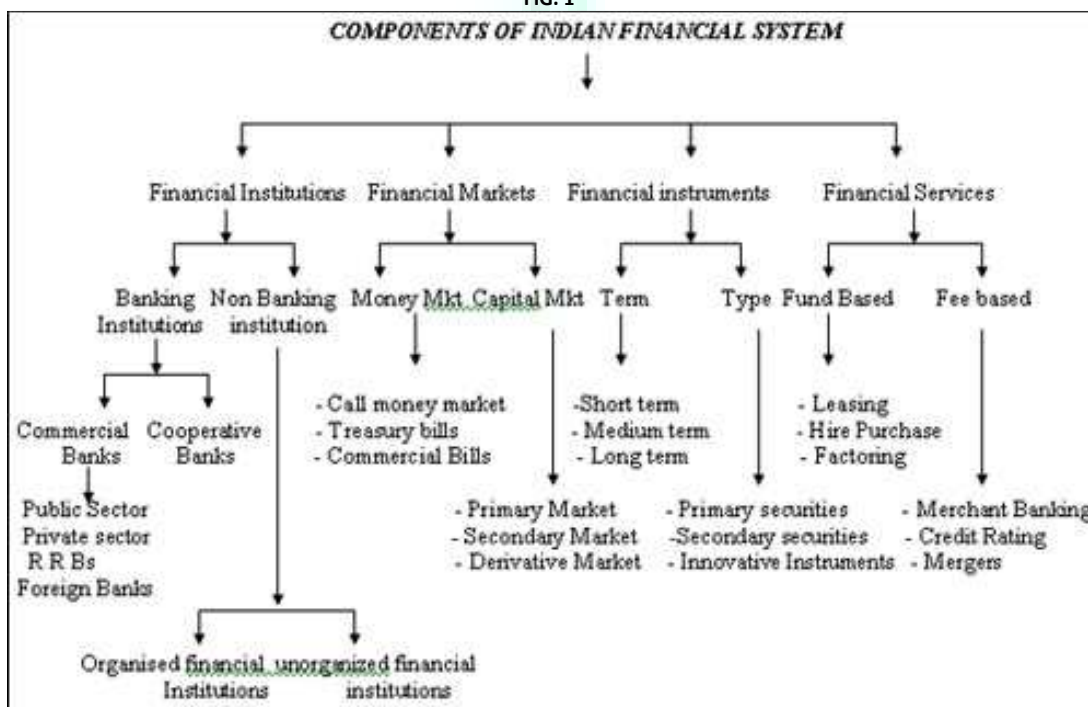 FIG. 1
COMPONENTS OF INDIAN FINANCIAL SYSTEM
Financial Institutions Financial Markets Financial instruments Financial Services
Banking Institutions
Non Banking institution
Money Mkt Capital Mkt
Term
Type
Fund Based
Fee based
Commercial Banks
Cooperative Banks
- Call money market
- Treasury bills
- Commercial Bills
-Short term
- Medium term
- Long term
- Leasing
- Hire Purchase
- Factoring
Public Sector
Private sector
R R Bs
Foreign Banks
- Primary Market
- Secondary Market
- Derivative Market
- Primary securities
-Secondary securities
- Innovative Instruments
- Merchant Banking
- Credit Rating
- Mergers
Organised financial Institutions
unorganized financial institutions